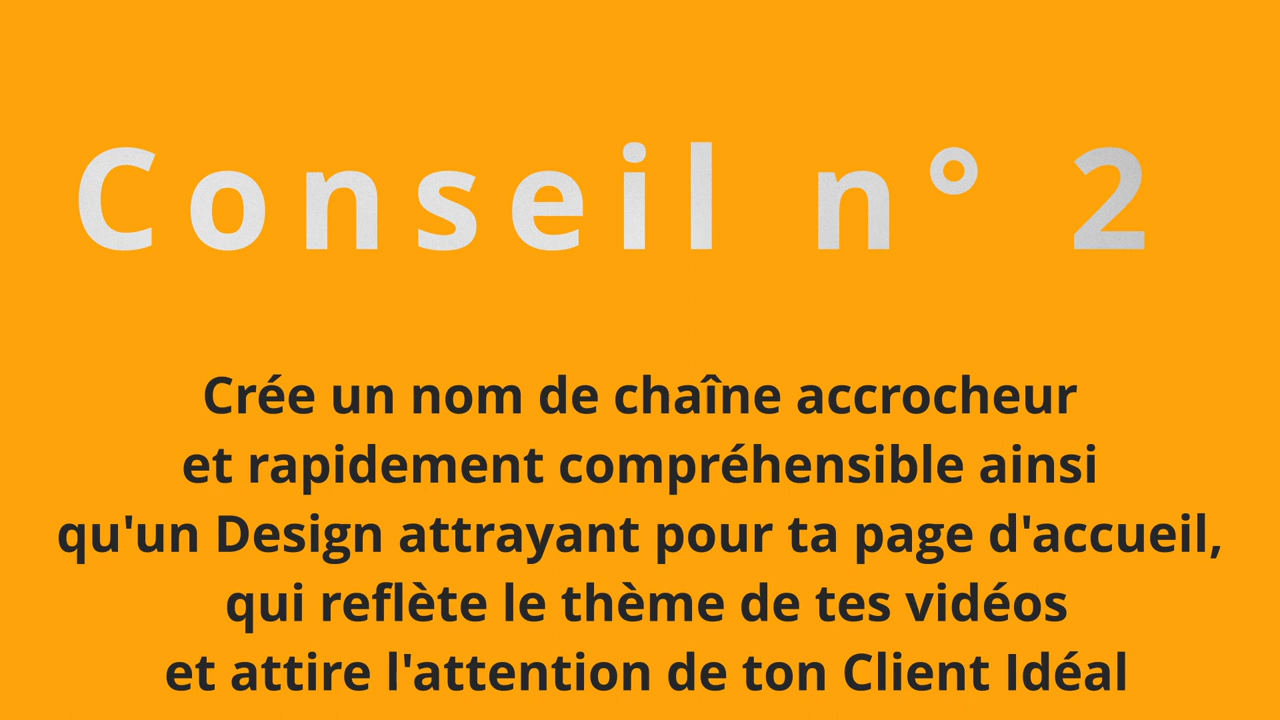 Conseil n° 2
Crée un nom de chaîne accrocheur
et rapidement compréhensible ainsi
qu'un Design attrayant pour ta page d'accueil,
qui reflète le thème de tes vidéos
et attire l'attention de ton Client Idéal